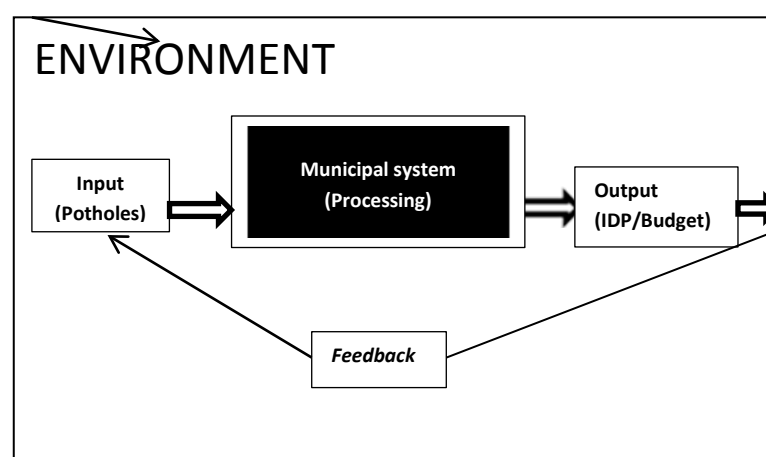 ENVIRONMENT
Input
(Potholes)
Municipal system
(Processing)
Output
(IDP/Budget)
Feedback